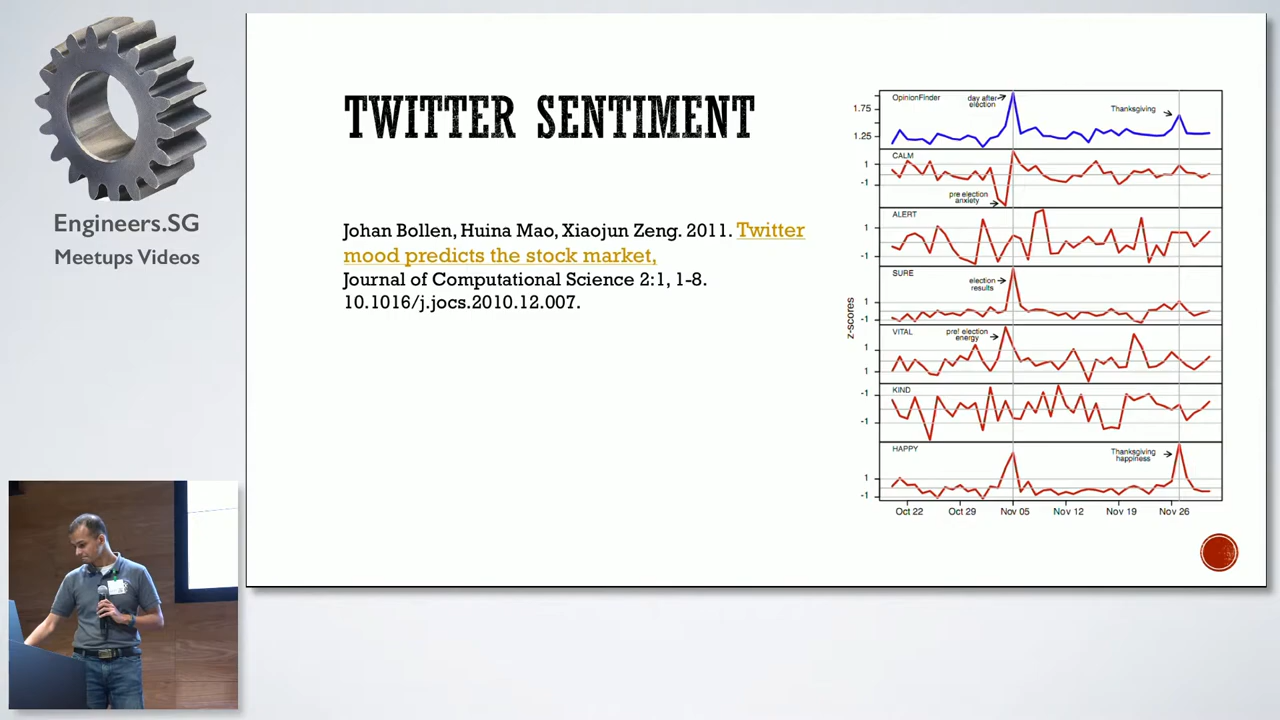 Engineers.SG
Meetups Videos
TWITTER SENTIMENT
Johan Bollen, Huina Mao, Xiaojun Zeng. 2011. Twitter
mood predicts the stock market,
Journal of Computational Science 2:1, 1-8.
10.1016/j.jocs.2010.12.007.
z-scores
OpinionFinder
day after
election
Thanksgiving
1.75
1.25
CALM
1
-1
pre election
anxiety
ALERT
1
-1
SURE
election
results
1
-1
VITAL
pre! election
energy
1
1
KIND
-1
-1
HAPPY
Thanksgiving
happiness
1
-1
Oct 22 Oct 29 Nov 05 Nov 12 Nov 19 Nov 26